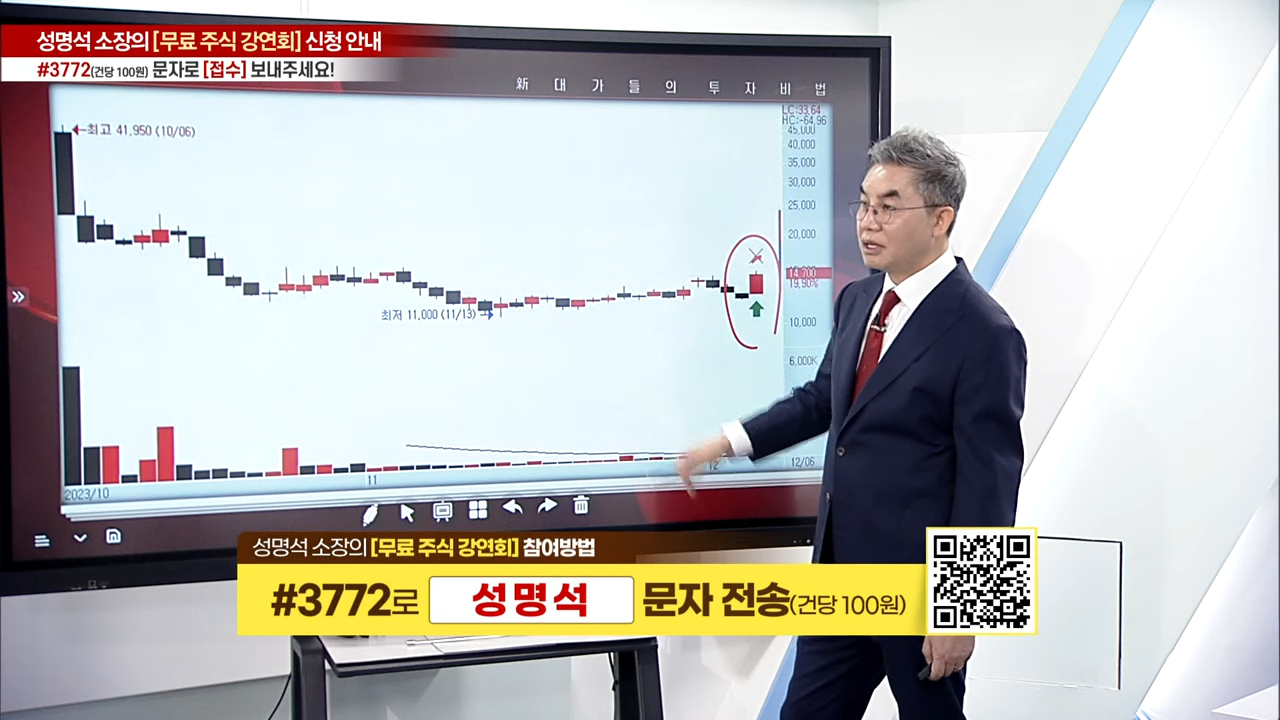 성명석 소장의 [무료 주식 강연회] 신청 안내
#3772(건당 100원) 문자로 [접수] 보내주세요!
新 대 가 들 의 투 자 비 법
LC:33,64
HC:-64,96
최고 41,950 (10/06)
45,000
40,000
35,000
30,000
25,000
20,000
14,700
19,90%
최저 11,000 (11/13)
10,000
6,000K
2023/10
11
12
12/06
성명석 소장의 [무료 주식 강연회] 참여방법
#3772로 성명석 문자 전송(건당 100원)